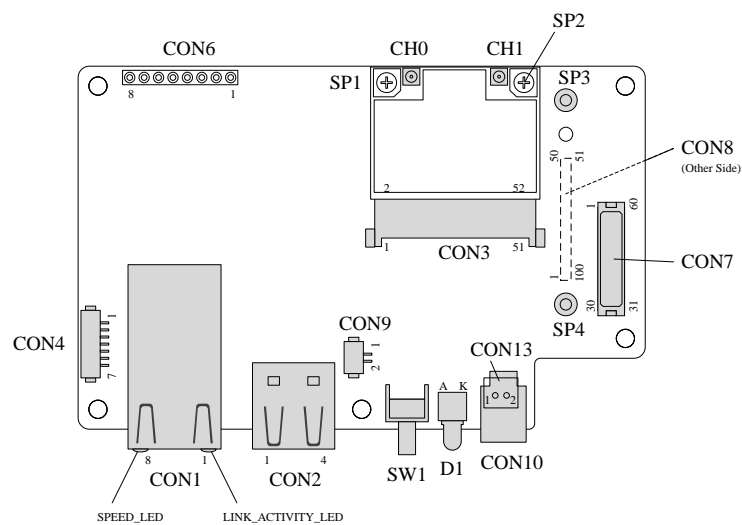 SP2
CON6
CH0
CH1
SP1
SP3
8
1
50
51
CON8
(Other Side)
2
52
1
60
CON3
1
51
CON7
1
100
30
31
SP4
CON4
1
7
CON9
1
2
CON13
A
K
1
2
8
1
1
4
CON1
CON2
SW1
D1
CON10
SPEED_LED
LINK_ACTIVITY_LED